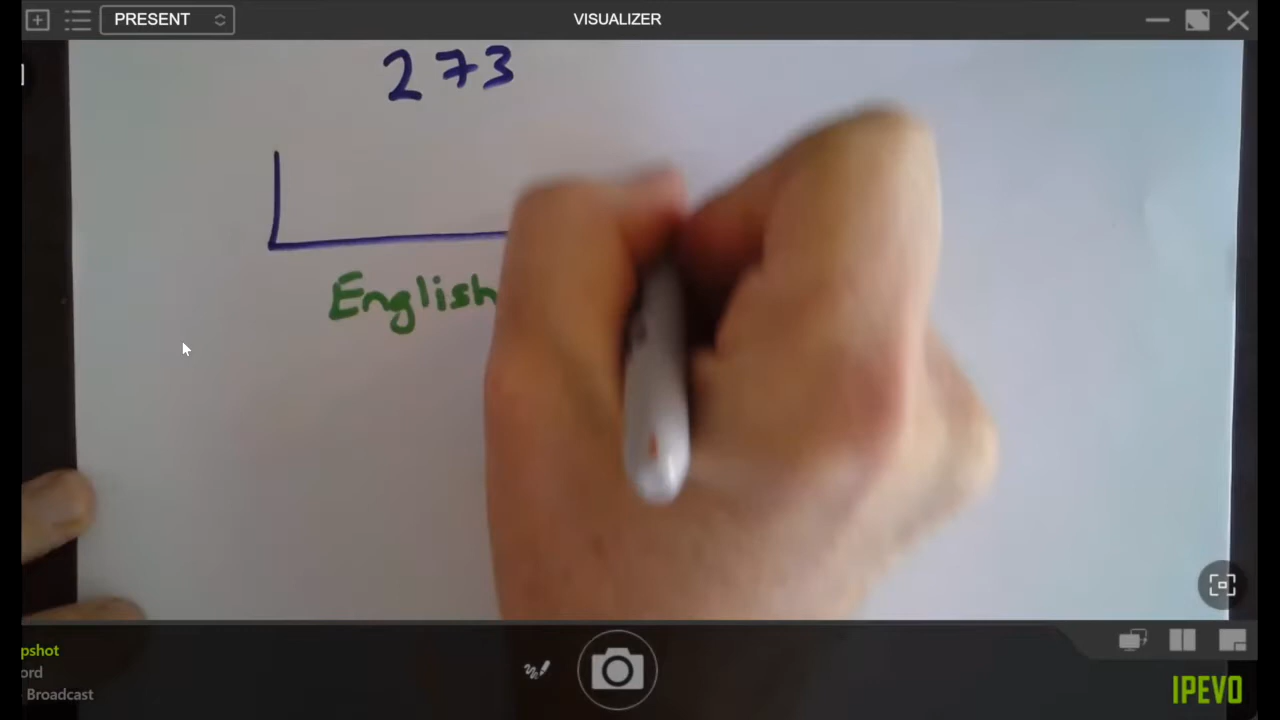 PRESENT
VISUALIZER
273
English
pshot
ord
Broadcast
IPEVO